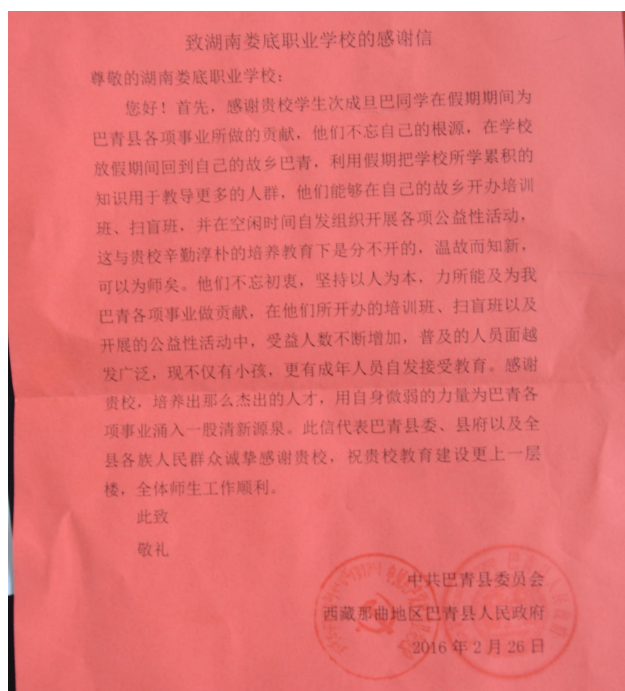 致湖南娄底职业学校的感谢信
尊敬的湖南娄底职业学校：
您好！首先，感谢贵校学生次成旦巴同学在假期期间为
巴青县各项事业所做的贡献，他们不忘自己的根源，在学校
放假期间回到自己的故乡巴青，利用假期把学校所学累积的
知识用于教导更多的人群，他们能够在自己的故乡开办培训
班、扫盲班，并在空闲时间自发组织开展各项公益性活动，
这与贵校辛勤淳朴的培养教育下是分不开的，温故而知新，
可以为师矣。他们不忘初衷，坚持以人为本，力所能及为我
巴青各项事业做贡献，在他们所开办的培训班、扫盲班以及
开展的公益性活动中，受益人数不断增加，普及的人员面越
发广泛，现不仅有小孩，更有成年人员自发接受教育。感谢
贵校，培养出那么杰出的人才，用自身微弱的力量为巴青各
项事业涌入一股清新源泉。此信代表巴青县委、县府以及全
县各族人民群众诚挚感谢贵校，祝贵校教育建设更上一层
楼，全体师生工作顺利。
此致
敬礼
中共巴青县委员会
西藏那曲地区巴青县人民政府
2016年2月26日